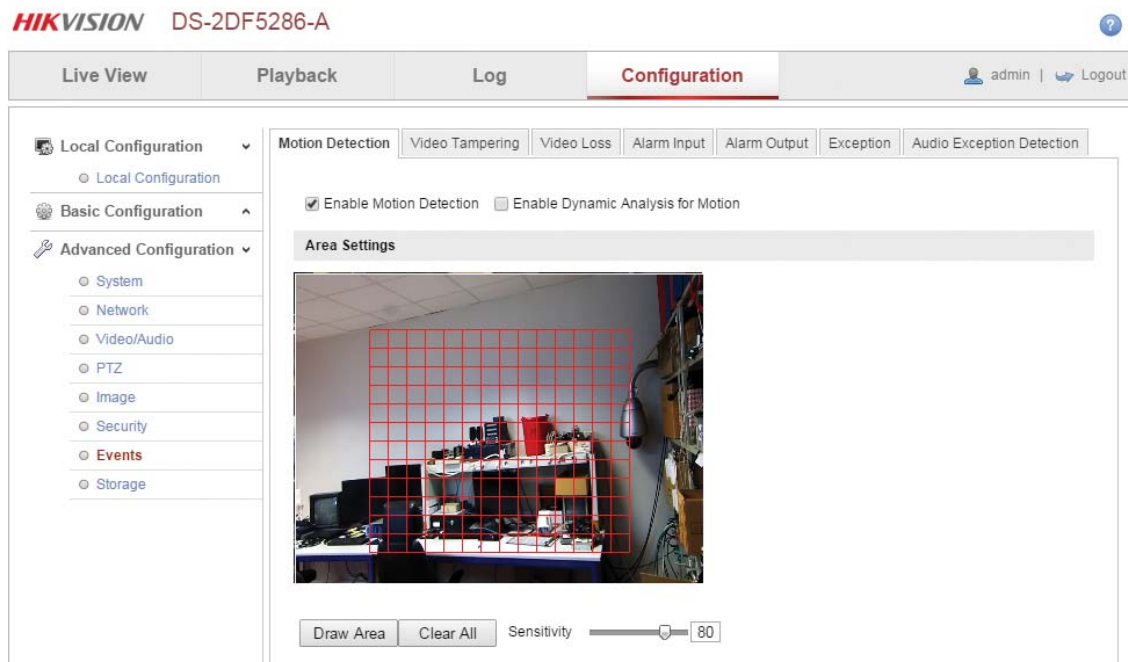 HIKVISION DS-2DF5286-A
Live View Playback Log Configuration admin | Logout
Local Configuration
Local Configuration
Basic Configuration
Advanced Configuration
System
Network
Video/Audio
PTZ
Image
Security
Events
Storage
Motion Detection Video Tampering Video Loss Alarm Input Alarm Output Exception Audio Exception Detection
Enable Motion Detection Enable Dynamic Analysis for Motion
Area Settings
Draw Area Clear All Sensitivity 80